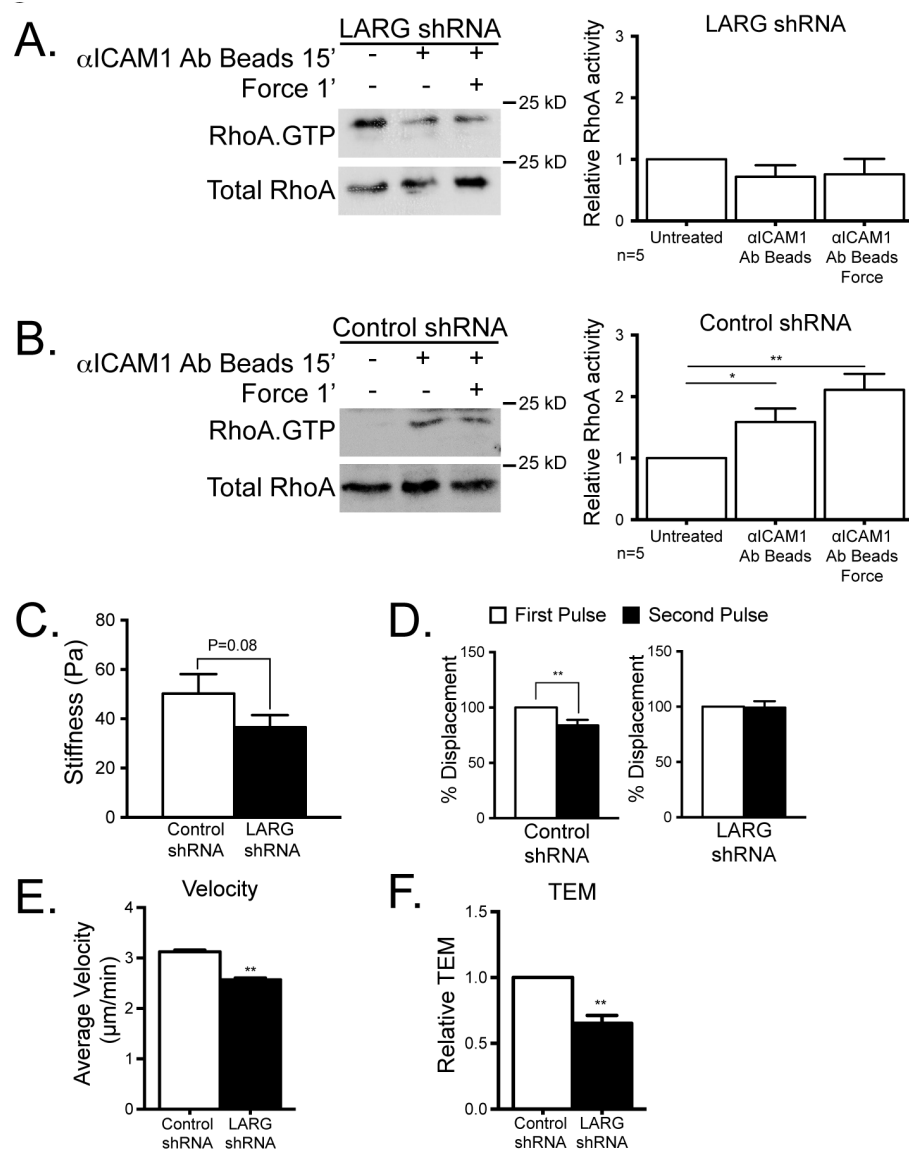 A.
LARG shRNA
αICAM1 Ab Beads 15’ - + +
Force 1’ - - +
25 kD
RhoA.GTP
25 kD
Total RhoA
LARG shRNA
Relative RhoA activity
3
2
1
0
Untreated αICAM1 αICAM1
Ab Beads Ab Beads
Force
n=5
B.
Control shRNA
αICAM1 Ab Beads 15’ - + +
Force 1’ - - +
25 kD
RhoA.GTP
25 kD
Total RhoA
Control shRNA
Relative RhoA activity
3
2
1
0
**
*
Untreated αICAM1 αICAM1
Ab Beads Ab Beads
Force
n=5
C.
Stiffness (Pa)
80
60
40
20
0
P=0.08
Control LARG
shRNA shRNA
D.
First Pulse Second Pulse
% Displacement
150
100
50
0
**
Control
shRNA
% Displacement
150
100
50
0
LARG
shRNA
E.
Velocity
Average Velocity
(µm/min)
4
3
2
1
0
**
Control LARG
shRNA shRNA
F.
TEM
Relative TEM
1.5
1.0
0.5
0.0
**
Control LARG
shRNA shRNA